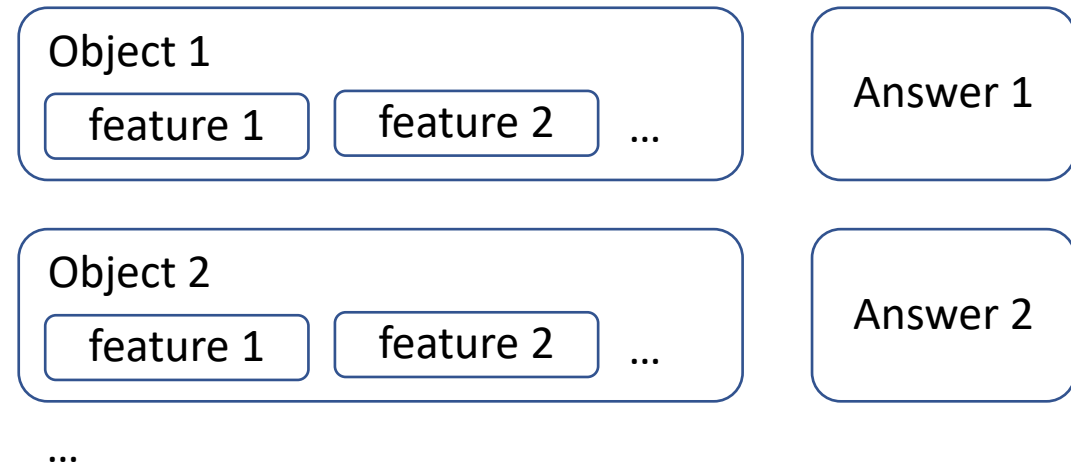 Object 1
feature 1 feature 2 ...
Answer 1
Object 2
feature 1 feature 2 ...
Answer 2
...